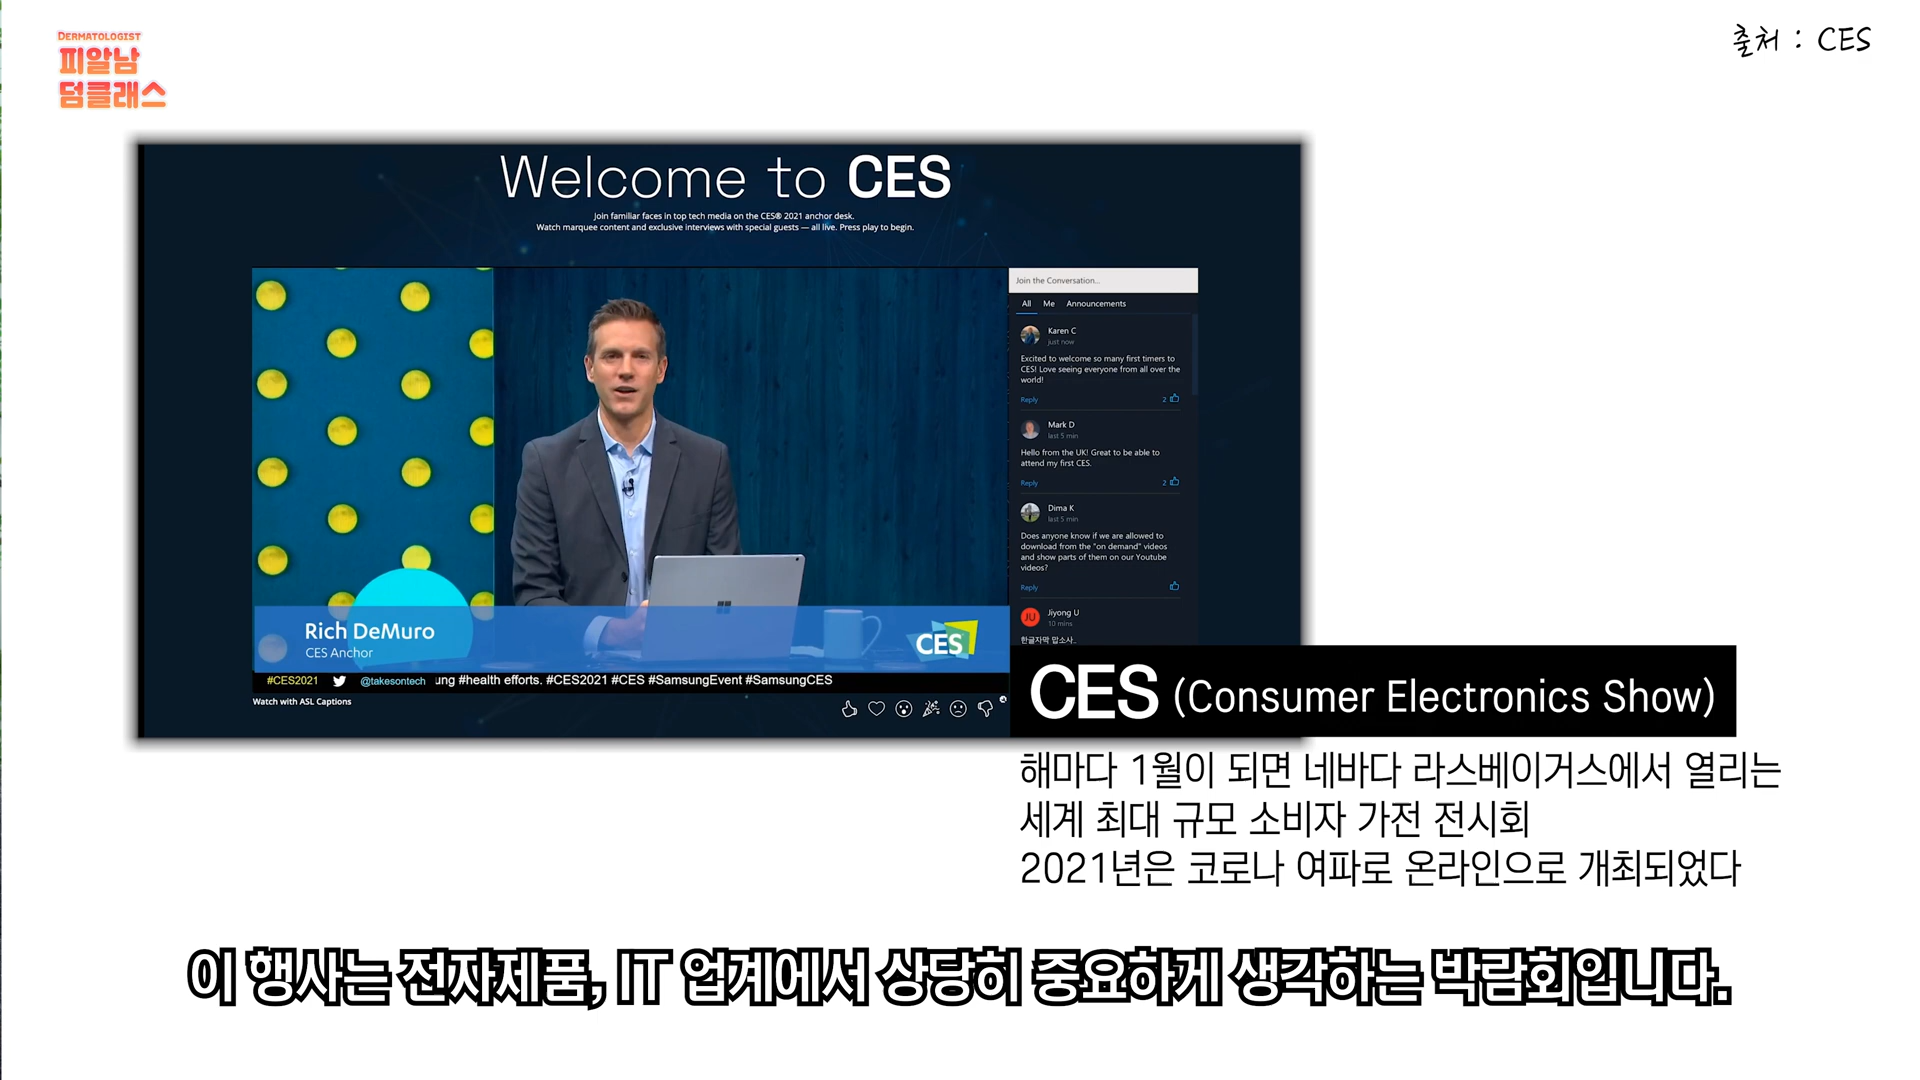 DERMATOLOGIST
피알남
덤클래스
출처 : CES
Welcome to CES
Join familiar faces in top tech media on the CES® 2021 anchor desk.
Watch marquee content and exclusive interviews with special guests — all live. Press play to begin.
Join the Conversation...
All Me Announcements
Karen C
just now
Excited to welcome so many first timers to
CES! Love seeing everyone from all over the
world!
Reply 2
Mark D
last 5 min
Hello from the UK! Great to be able to
attend my first CES.
Reply 2
Dima K
last 5 min
Does anyone know if we are allowed to
download from the "on demand" videos
and show parts of them on our Youtube
videos?
Reply
JU
Jiyong U
10 mins
한글자막 맙소사..
Rich DeMuro
CES Anchor
CES
#CES2021 @takesontech ung #health efforts. #CES2021 #CES #SamsungEvent #SamsungCES
Watch with ASL Captions
CES (Consumer Electronics Show)
해마다 1월이 되면 네바다 라스베이거스에서 열리는
세계 최대 규모 소비자 가전 전시회
2021년은 코로나 여파로 온라인으로 개최되었다
이 행사는 전자제품, IT 업계에서 상당히 중요하게 생각하는 박람회입니다.